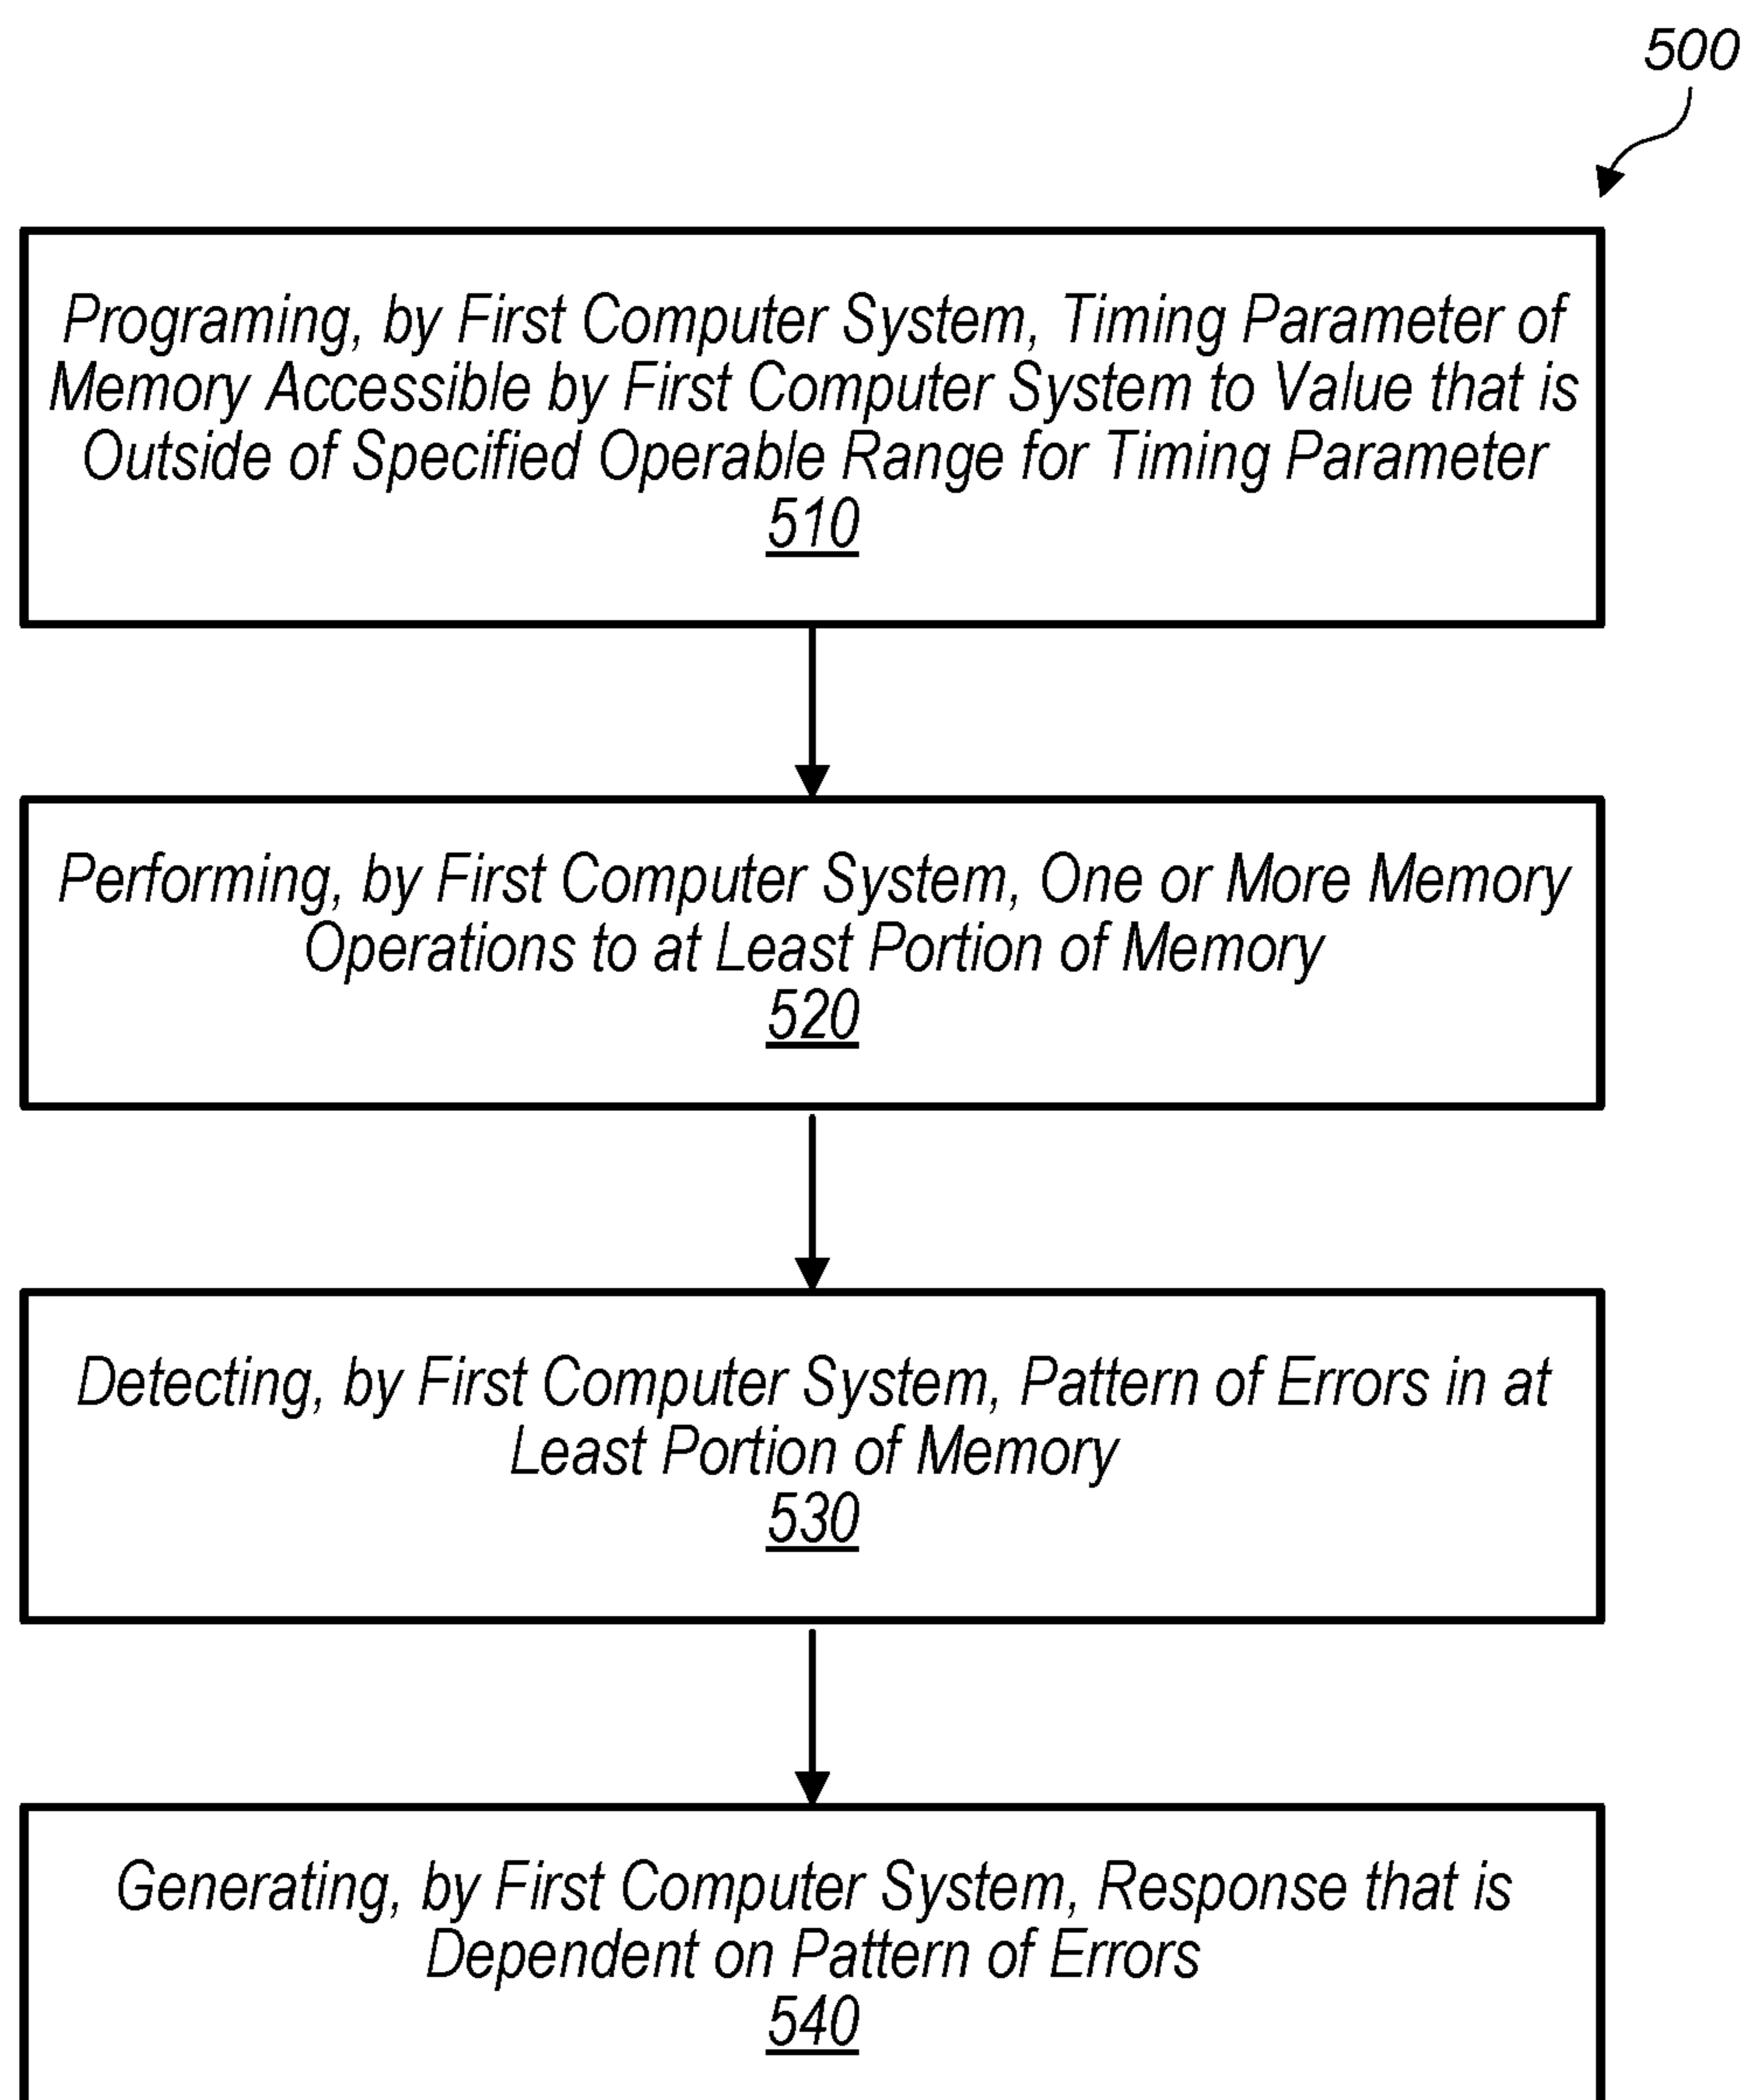 500
Programing, by First Computer System, Timing Parameter of
Memory Accessible by First Computer System to Value that is
Outside of Specified Operable Range for Timing Parameter
510
Performing, by First Computer System, One or More Memory
Operations to at Least Portion of Memory
520
Detecting, by First Computer System, Pattern of Errors in at
Least Portion of Memory
530
Generating, by First Computer System, Response that is
Dependent on Pattern of Errors
540